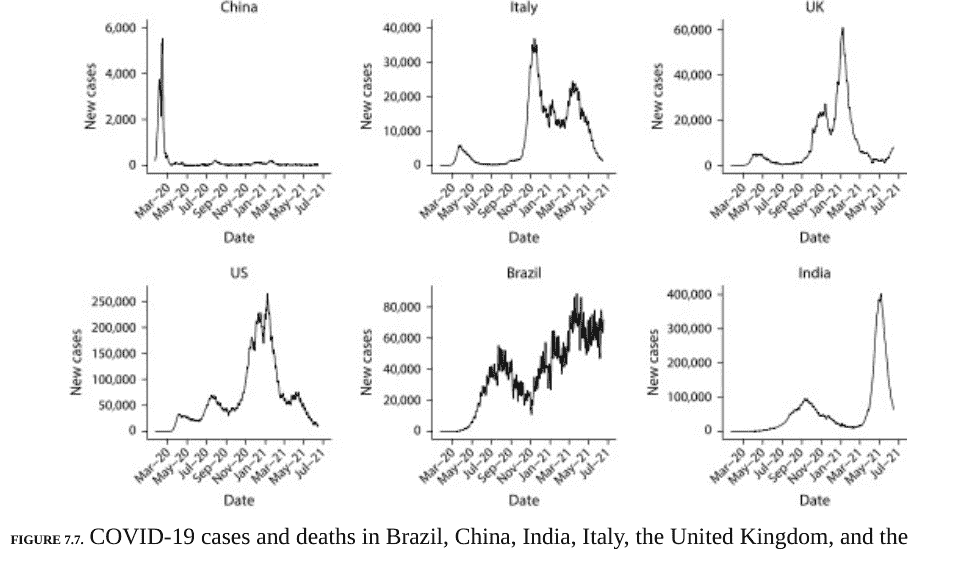 China
Italy
UK
New cases
6,000
4,000
2,000
0
Mar–20 May–20 Jul–20 Sep–20 Nov–20 Jan–21 Mar–21 May–21 Jul–21
Date
New cases
40,000
30,000
20,000
10,000
0
Mar–20 May–20 Jul–20 Sep–20 Nov–20 Jan–21 Mar–21 May–21 Jul–21
Date
New cases
60,000
40,000
20,000
0
Mar–20 May–20 Jul–20 Sep–20 Nov–20 Jan–21 Mar–21 May–21 Jul–21
Date
US
Brazil
India
New cases
250,000
200,000
150,000
100,000
50,000
0
Mar–20 May–20 Jul–20 Sep–20 Nov–20 Jan–21 Mar–21 May–21 Jul–21
Date
New cases
80,000
60,000
40,000
20,000
0
Mar–20 May–20 Jul–20 Sep–20 Nov–20 Jan–21 Mar–21 May–21 Jul–21
Date
New cases
400,000
300,000
200,000
100,000
0
Mar–20 May–20 Jul–20 Sep–20 Nov–20 Jan–21 Mar–21 May–21 Jul–21
Date
FIGURE 7.7. COVID-19 cases and deaths in Brazil, China, India, Italy, the United Kingdom, and the